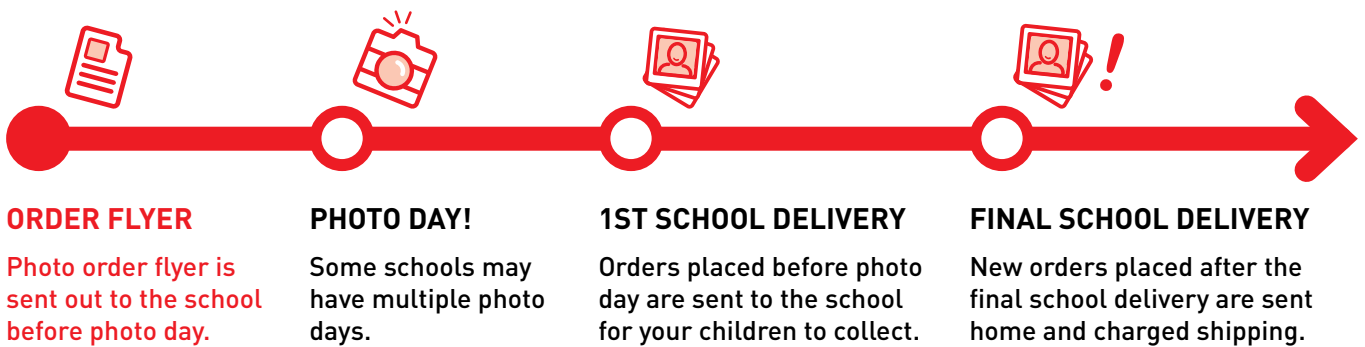 ORDER FLYER
Photo order flyer is
sent out to the school
before photo day.
PHOTO DAY!
Some schools may
have multiple photo
days.
1ST SCHOOL DELIVERY
Orders placed before photo
day are sent to the school
for your children to collect.
FINAL SCHOOL DELIVERY
New orders placed after the
final school delivery are sent
home and charged shipping.